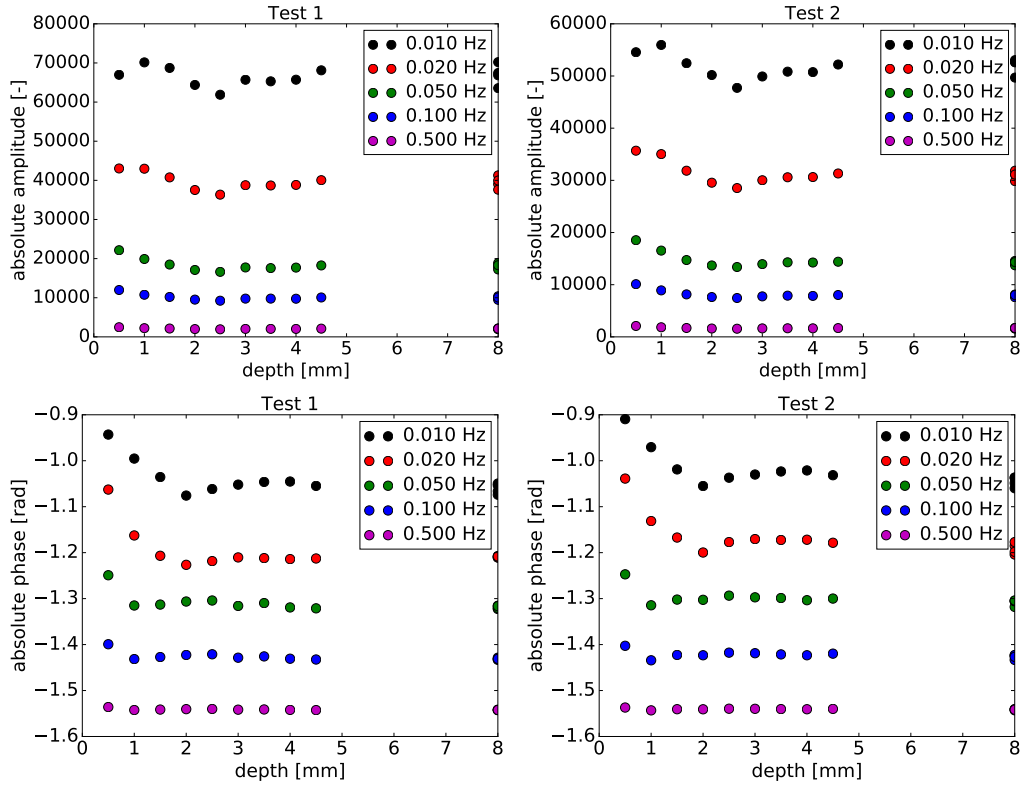 Test 1
absolute amplitude [-]
80000
70000
60000
50000
40000
30000
20000
10000
0
0 1 2 3 4 5 6 7 8
depth [mm]
0.010 Hz
0.020 Hz
0.050 Hz
0.100 Hz
0.500 Hz
Test 2
absolute amplitude [-]
60000
50000
40000
30000
20000
10000
0
0 1 2 3 4 5 6 7 8
depth [mm]
0.010 Hz
0.020 Hz
0.050 Hz
0.100 Hz
0.500 Hz
Test 1
absolute phase [rad]
−0.9
−1.0
−1.1
−1.2
−1.3
−1.4
−1.5
−1.6
0 1 2 3 4 5 6 7 8
depth [mm]
0.010 Hz
0.020 Hz
0.050 Hz
0.100 Hz
0.500 Hz
Test 2
absolute phase [rad]
−0.9
−1.0
−1.1
−1.2
−1.3
−1.4
−1.5
−1.6
0 1 2 3 4 5 6 7 8
depth [mm]
0.010 Hz
0.020 Hz
0.050 Hz
0.100 Hz
0.500 Hz